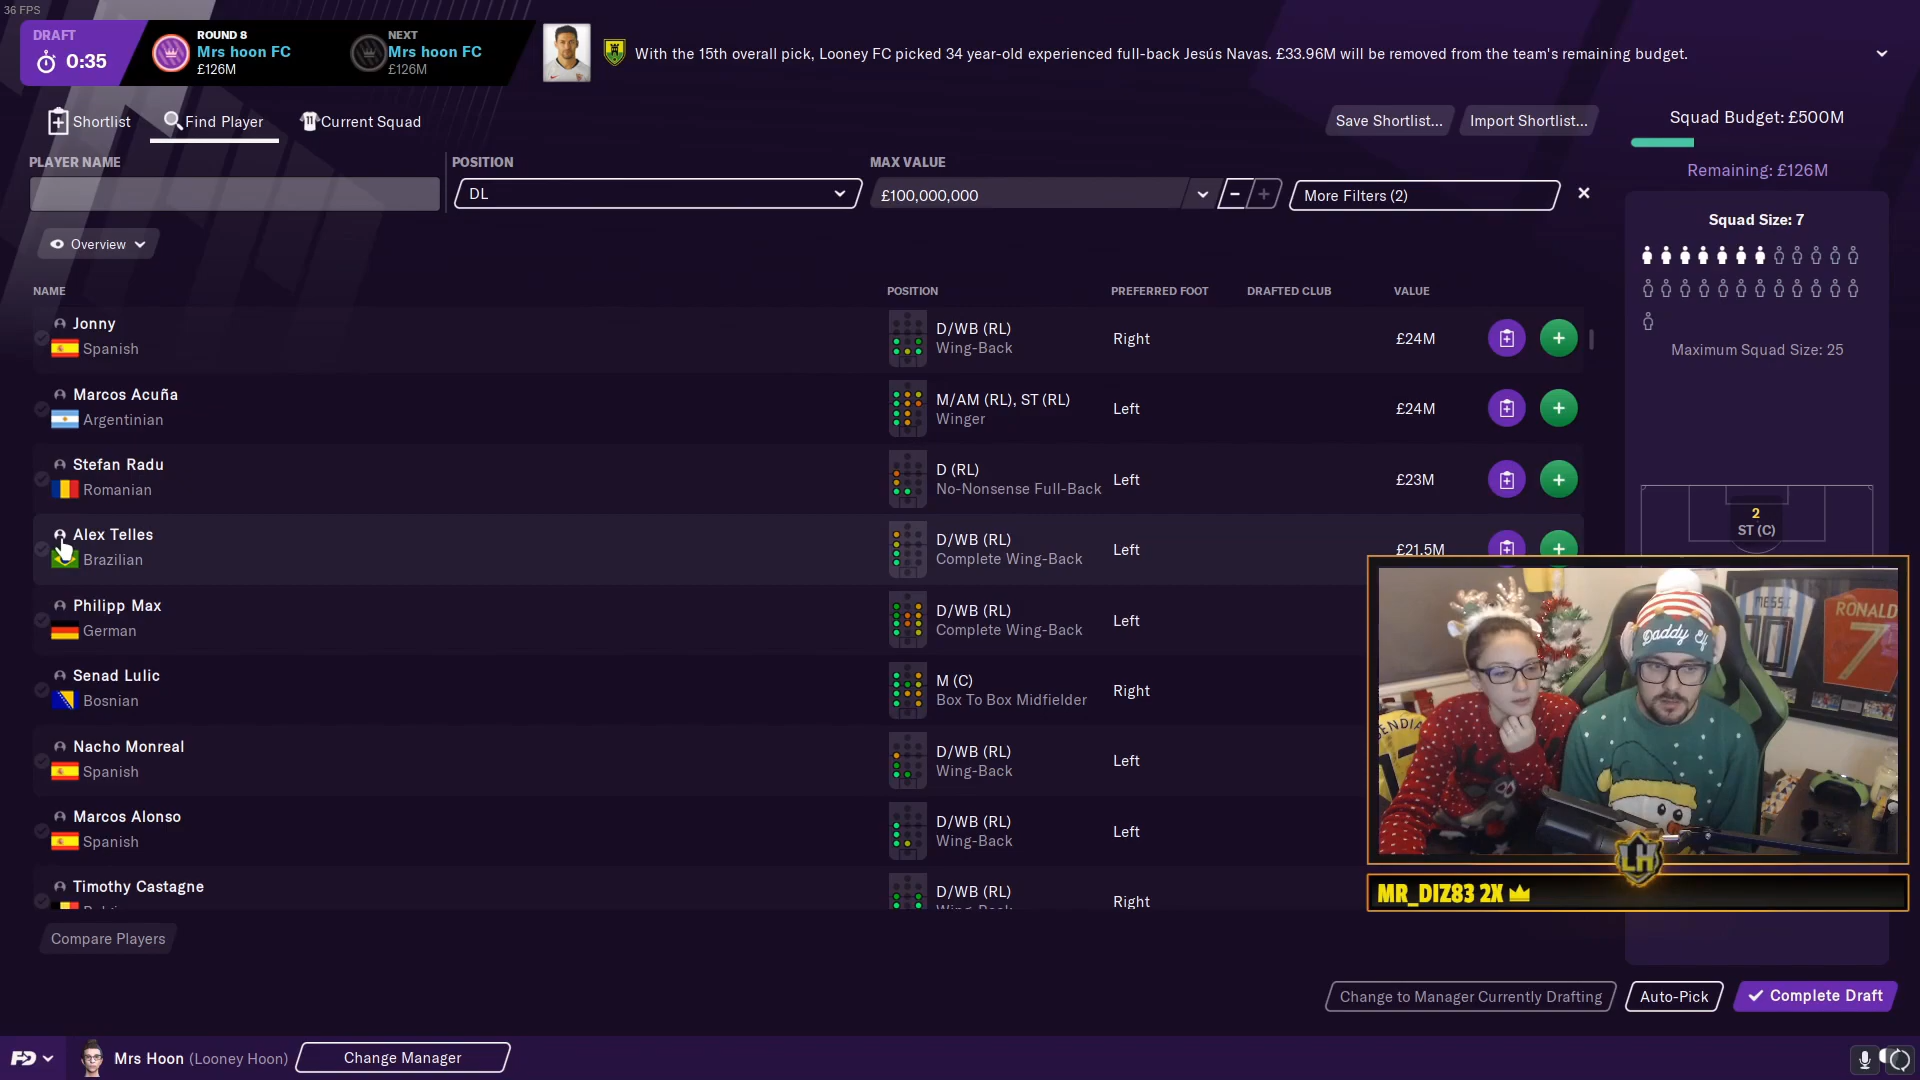 36 FPS
DRAFT
0:35
ROUND 8
Mrs hoon FC
£126M
NEXT
Mrs hoon FC
£126M
With the 15th overall pick, Looney FC picked 34 year-old experienced full-back Jesús Navas. £33.96M will be removed from the team's remaining budget.
Shortlist
Find Player
11
Current Squad
Save Shortlist...
Import Shortlist...
Squad Budget: £500M
Remaining: £126M
PLAYER NAME
POSITION
DL
MAX VALUE
£100,000,000
More Filters (2)
Overview
Squad Size: 7
Maximum Squad Size: 25
2
ST (C)
NAME POSITION PREFERRED FOOT DRAFTED CLUB VALUE
Jonny
Spanish
D/WB (RL)
Wing-Back
Right
£24M
Marcos Acuña
Argentinian
M/AM (RL), ST (RL)
Winger
Left
£24M
Stefan Radu
Romanian
D (RL)
No-Nonsense Full-Back
Left
£23M
Alex Telles
Brazilian
D/WB (RL)
Complete Wing-Back
Left
£21.5M
Philipp Max
German
D/WB (RL)
Complete Wing-Back
Left
Senad Lulic
Bosnian
M (C)
Box To Box Midfielder
Right
Nacho Monreal
Spanish
D/WB (RL)
Wing-Back
Left
Marcos Alonso
Spanish
D/WB (RL)
Wing-Back
Left
Timothy Castagne
D/WB (RL)
Wing-Back
Right
MESSI
RONALD
7
Daddy
LH
MR_DIZ83 2X
Compare Players
Change to Manager Currently Drafting
Auto-Pick
Complete Draft
FD
Mrs Hoon (Looney Hoon)
Change Manager